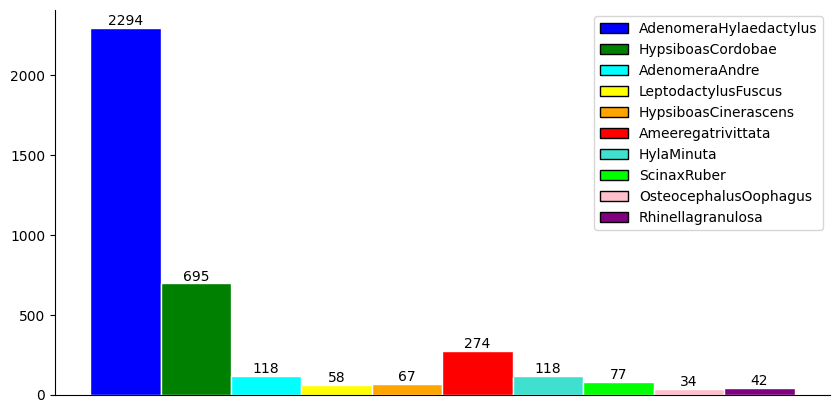 2294
695
118
58
67
274
118
77
34
42
2000
1500
1000
500
0
AdenomeraHylaedactylus
HypsiboasCordobae
AdenomeraAndre
LeptodactylusFuscus
HypsiboasCinerascens
Ameeregatrivittata
HylaMinuta
ScinaxRuber
OsteocephalusOophagus
Rhinellagranulosa